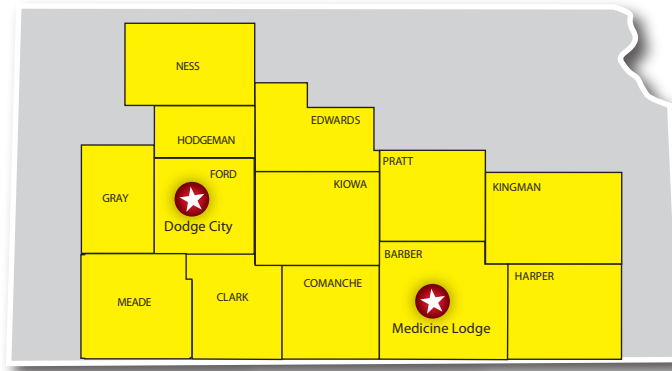 NESS
EDWARDS
HODGEMAN
PRATT
FORD
KIOWA
KINGMAN
GRAY
Dodge City
BARBER
HARPER
COMANCHE
CLARK
MEADE
Medicine Lodge